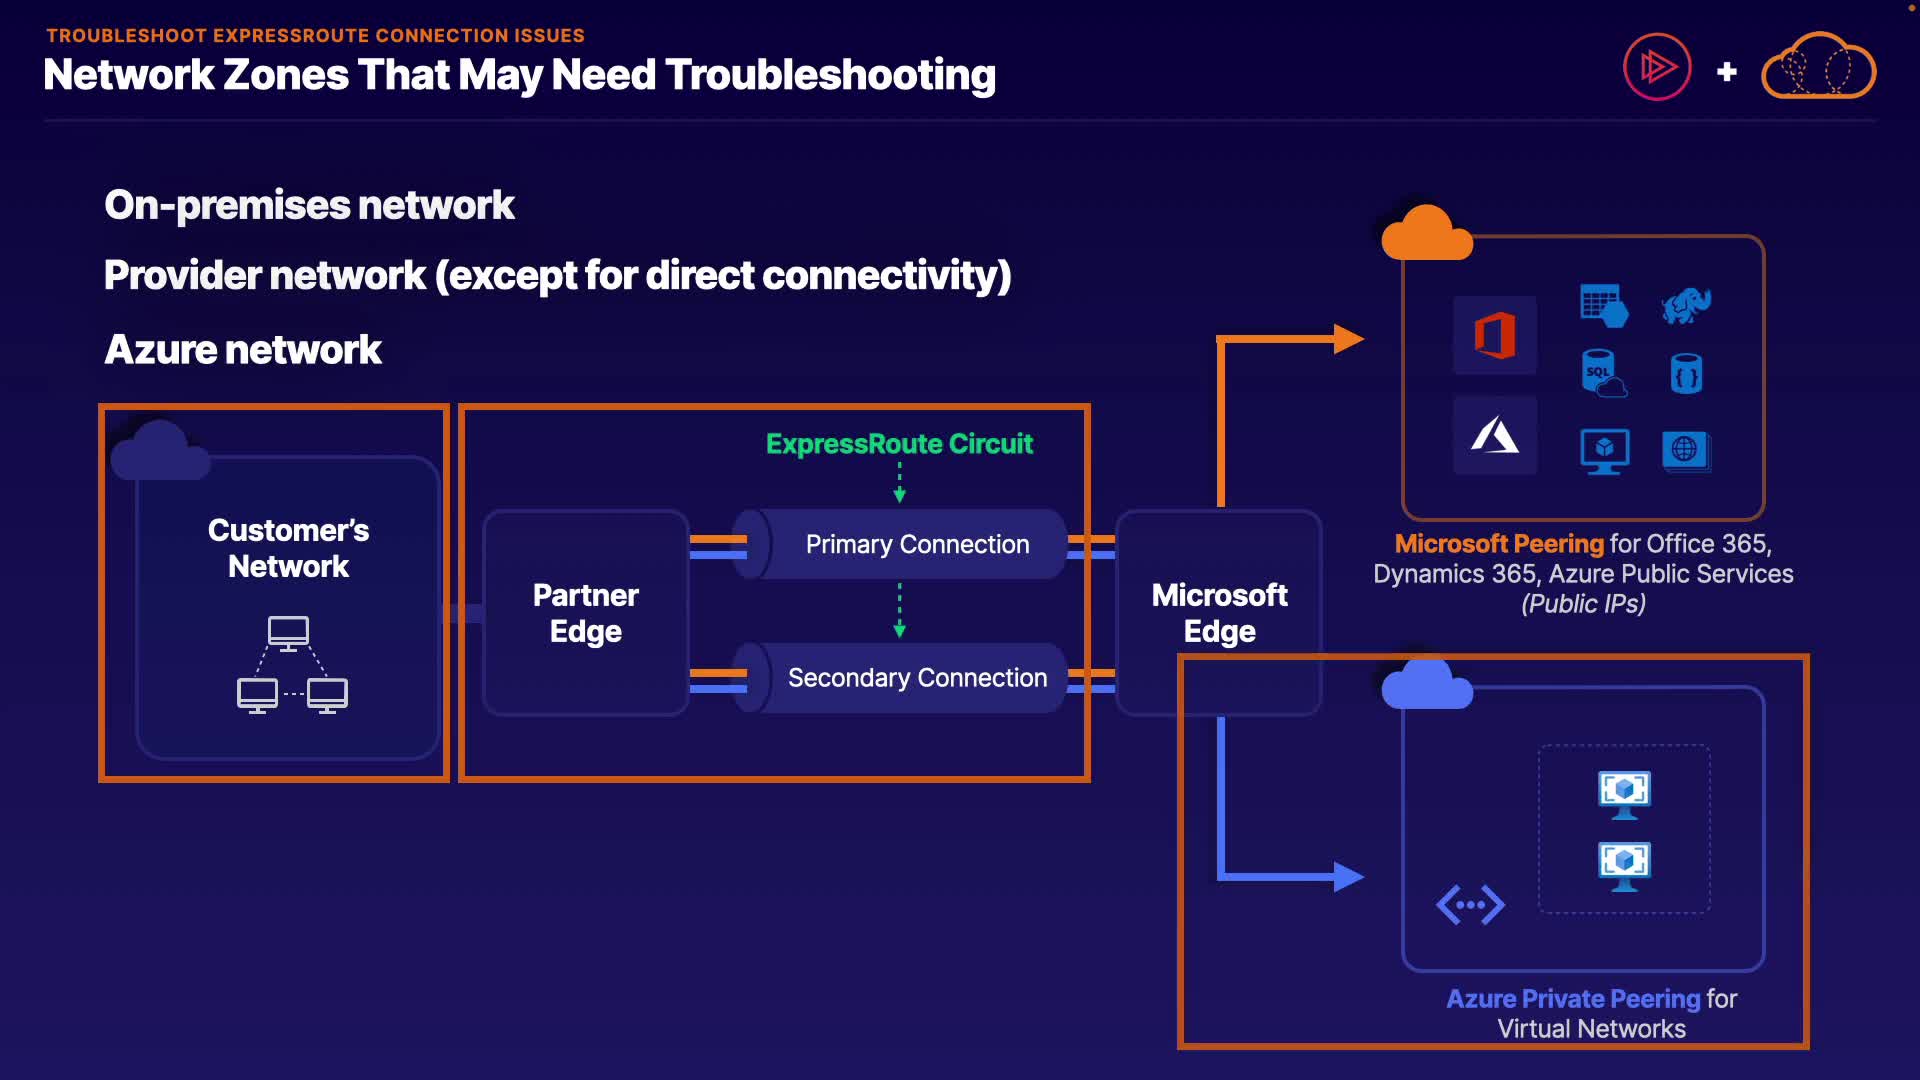 TROUBLESHOOT EXPRESSROUTE CONNECTION ISSUES
Network Zones That May Need Troubleshooting
+
On-premises network
Provider network (except for direct connectivity)
Azure network
Customer’s
Network
ExpressRoute Circuit
Partner
Edge
Primary Connection
Secondary Connection
Microsoft
Edge
SQL
{ }
Microsoft Peering for Office 365,
Dynamics 365, Azure Public Services
(Public IPs)
Azure Private Peering for
Virtual Networks